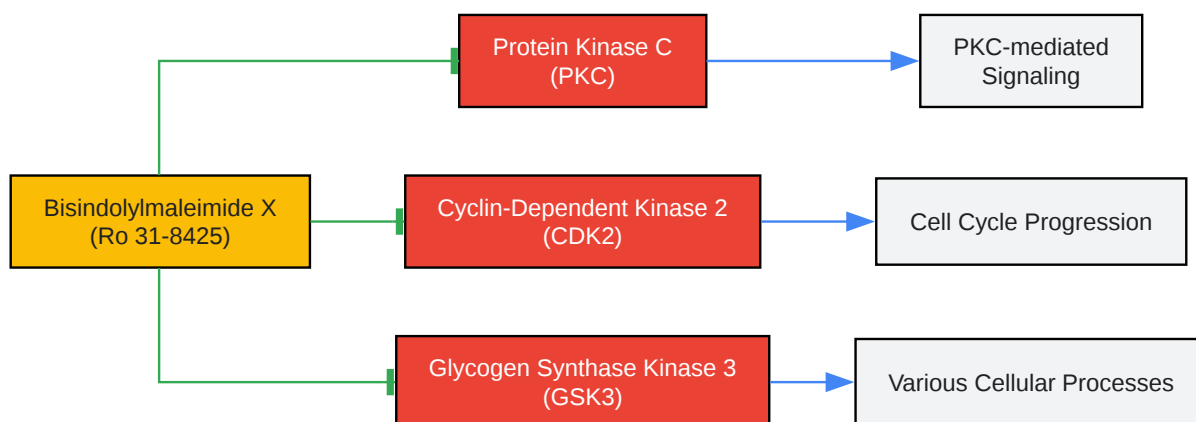 Protein Kinase C
(PKC)
PKC-mediated
Signaling
Bisindolylmaleimide X
(Ro 31-8425)
Cyclin-Dependent Kinase 2
(CDK2)
Cell Cycle Progression
Glycogen Synthase Kinase 3
(GSK3)
Various Cellular Processes